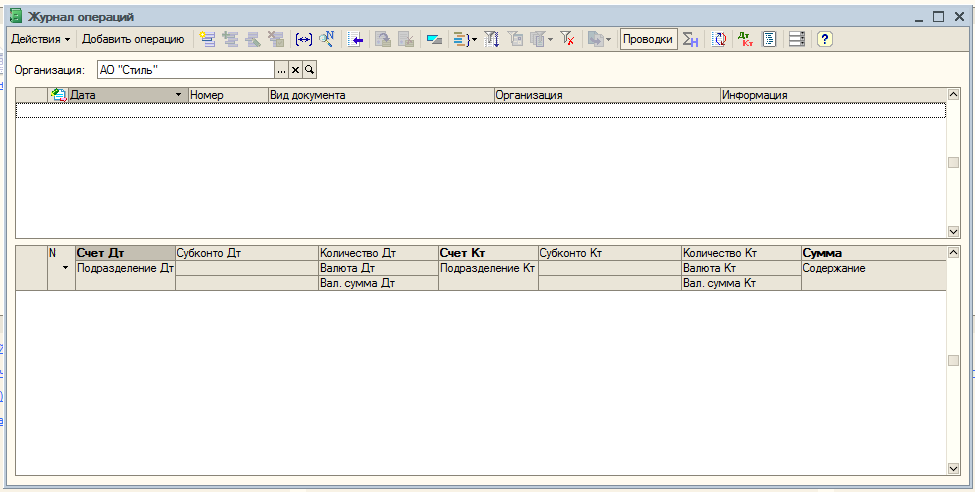 Журнал операций
Действия Добавить операцию Проводки Дт Кт ?
Организация: АО "Стиль" ... x
Дата Номер Вид документа Организация Информация
N Счет Дт Субконто Дт Количество Дт Счет Кт Субконто Кт Количество Кт Сумма
Подразделение Дт Валюта Дт Подразделение Кт Валюта Кт Содержание
Вал. сумма Дт Вал. сумма Кт